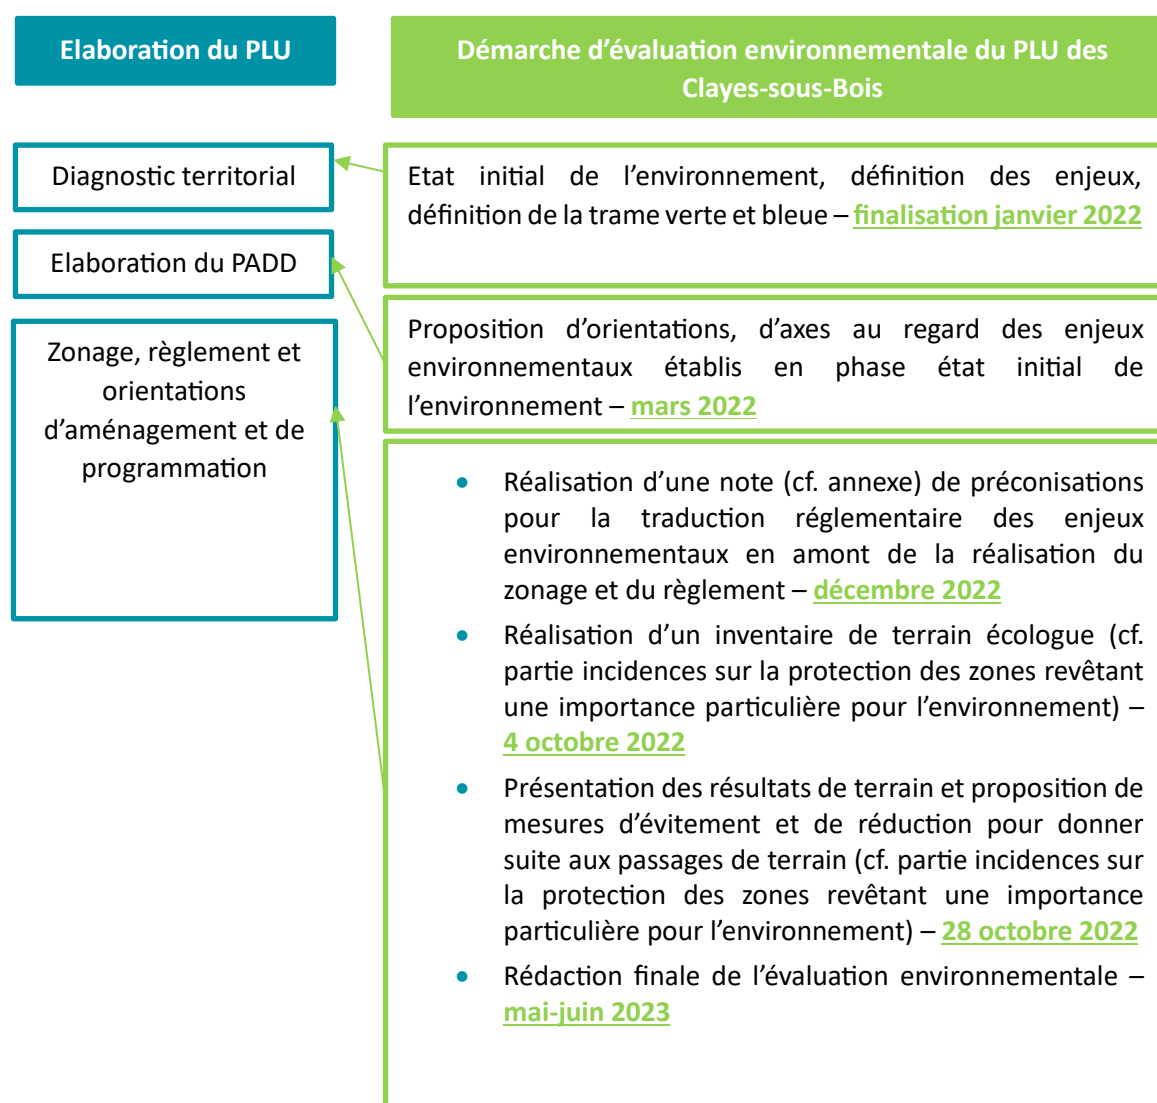 Elaboration du PLU
Démarche d’évaluation environnementale du PLU des
Clayes-sous-Bois
Diagnostic territorial
Etat initial de l’environnement, définition des enjeux,
définition de la trame verte et bleue – finalisation janvier 2022
Elaboration du PADD
Proposition d’orientations, d’axes au regard des enjeux
environnementaux établis en phase état initial de
l’environnement – mars 2022
Zonage, règlement et
orientations
d’aménagement et de
programmation
• Réalisation d’une note (cf. annexe) de préconisations
pour la traduction réglementaire des enjeux
environnementaux en amont de la réalisation du
zonage et du règlement – décembre 2022
• Réalisation d’un inventaire de terrain écologue (cf.
partie incidences sur la protection des zones revêtant
une importance particulière pour l’environnement) –
4 octobre 2022
• Présentation des résultats de terrain et proposition de
mesures d’évitement et de réduction pour donner
suite aux passages de terrain (cf. partie incidences sur
la protection des zones revêtant une importance
particulière pour l’environnement) – 28 octobre 2022
• Rédaction finale de l’évaluation environnementale –
mai-juin 2023